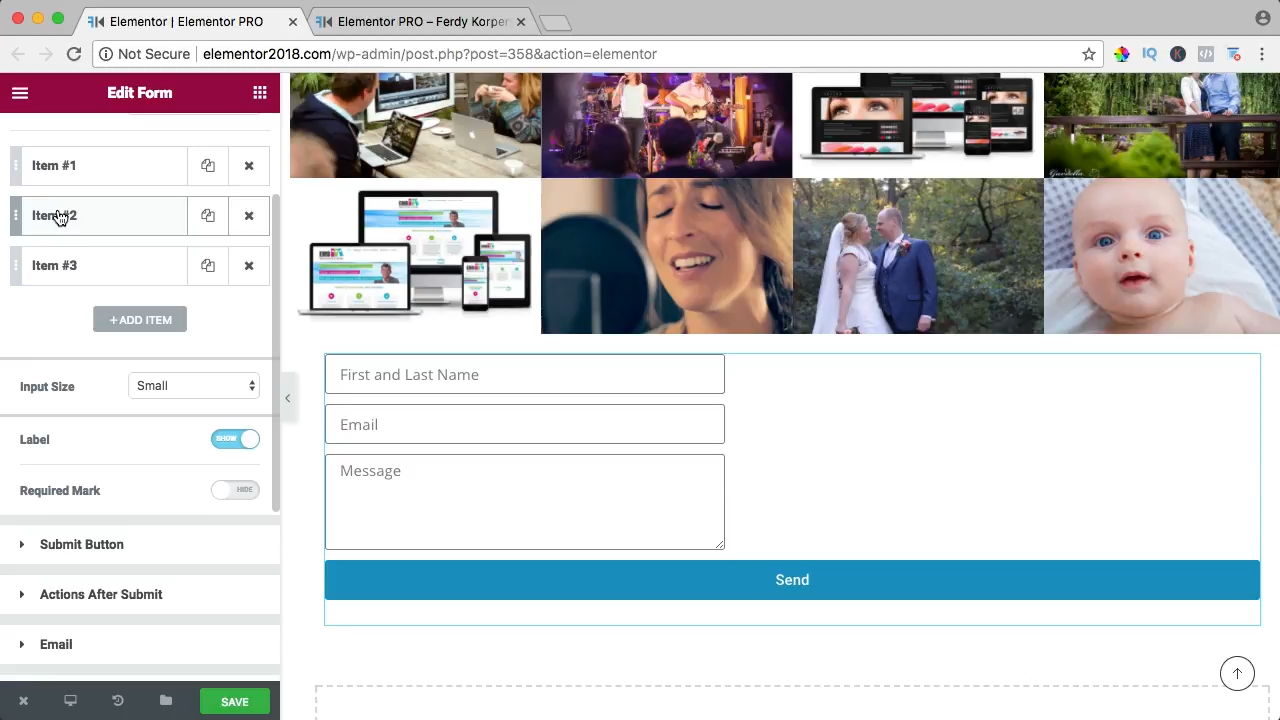 Elementor | Elementor PRO
Elementor PRO – Ferdy Korper
Not Secure
elementor2018.com/wp-admin/post.php?post=358&action=elementor
Edit Form
Item #1
Item #2
Item #3
+ADD ITEM
Input Size
Small
Label
SHOW
Required Mark
HIDE
Submit Button
Actions After Submit
Email
SAVE
First and Last Name
Email
Message
Send